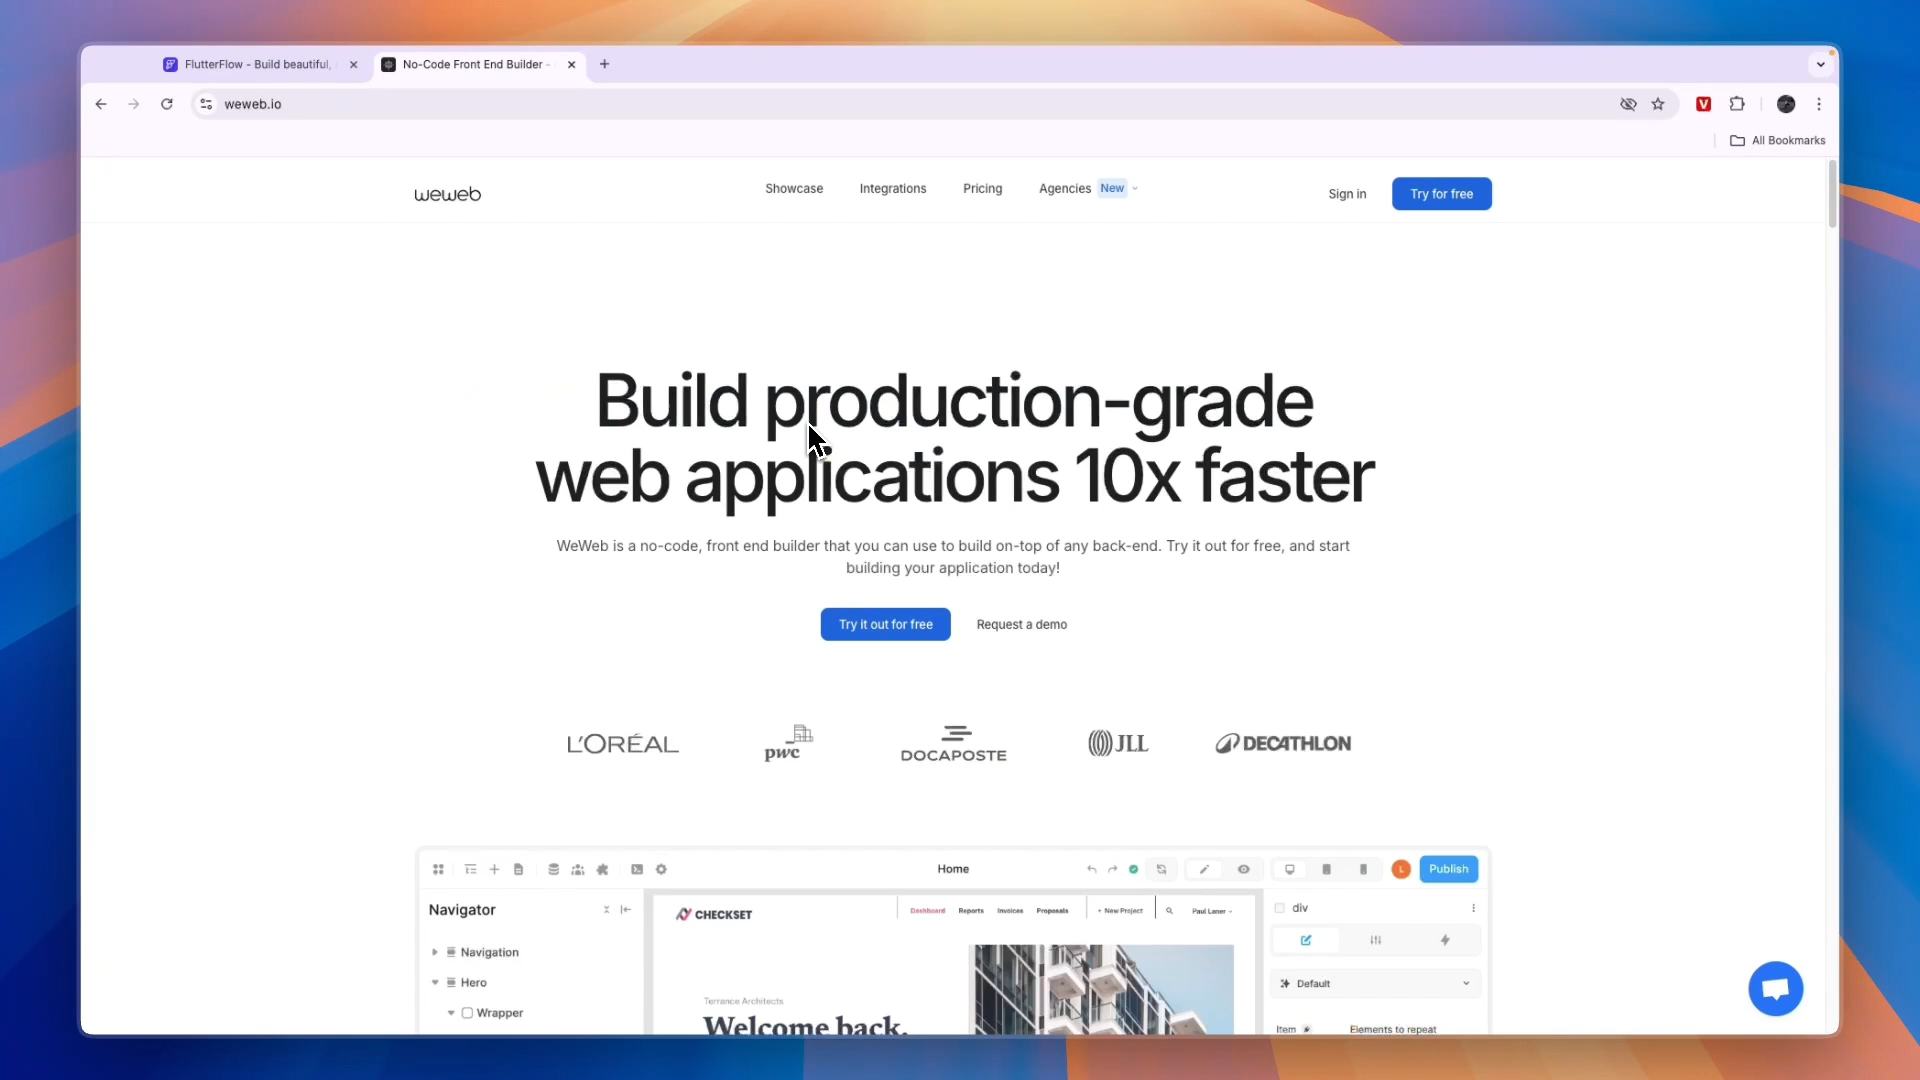 FlutterFlow - Build beautiful,
No-Code Front End Builder -
weweb.io
All Bookmarks
weweb
Showcase
Integrations
Pricing
Agencies New
Sign in
Try for free
Build production-grade
web applications 10x faster
WeWeb is a no-code, front end builder that you can use to build on-top of any back-end. Try it out for free, and start
building your application today!
Try it out for free
Request a demo
L'ORÉAL
pwc
DOCAPOSTE
JLL
DECATHLON
Home
L
Publish
Navigator
CHECKSET
Dashboard
Reports
Invoices
Proposals
+ New Project
Paul Laner
div
Navigation
Hero
Wrapper
Terrance Architects
Welcome back,
Default
Item
Elements to repeat